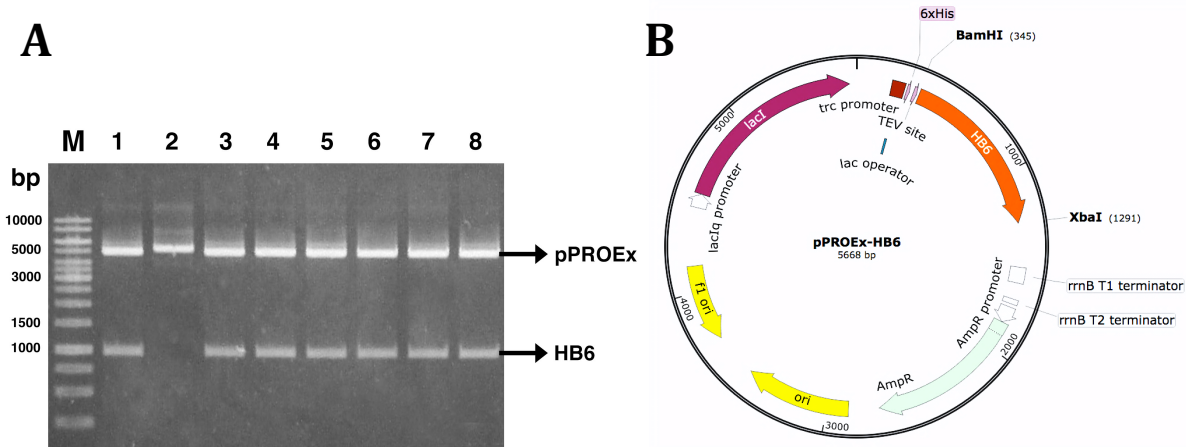 A
B
M 1 2 3 4 5 6 7 8
bp
10000
5000
3000
1500
1000
pPROEx
HB6
6xHis
BamHI (345)
trc promoter
TEV site
lac operator
HB6
1000
XbaI (1291)
rrnB T1 terminator
rrnB T2 terminator
AmpR promoter
2000
AmpR
3000
ori
f1 ori
4000
lacIq promoter
lacI
5000
pPROEx-HB6
5668 bp